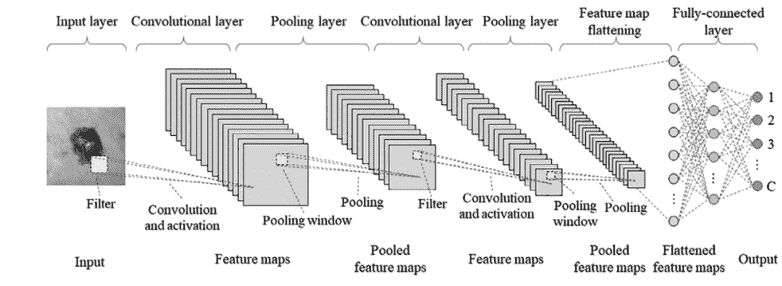 Input layer
Convolutional layer
Pooling layer
Convolutional layer
Pooling layer
Feature map
flattening
Fully-connected
layer
1
2
3
C
Filter
Convolution
and activation
Pooling window
Pooling
Filter
Convolution
and activation
Pooling
window
Pooling
Input
Feature maps
Pooled
feature maps
Feature maps
Pooled
feature maps
Flattened
feature maps
Output